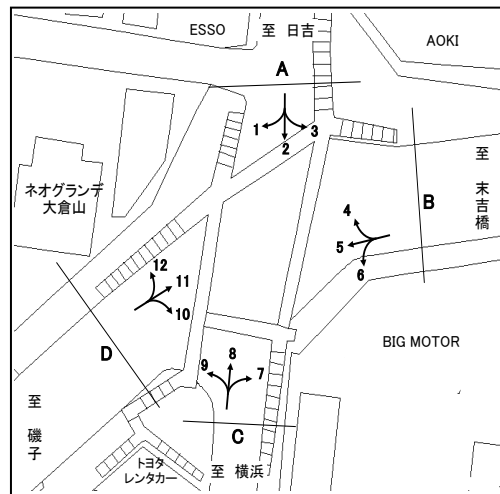 ESSO
至 日吉
AOKI
A
1
2
3
至 末吉橋
B
4
5
6
ネオグランデ
大倉山
12
11
10
D
BIG MOTOR
8
9
7
C
至 磯子
トヨタ
レンタカー
至 横浜